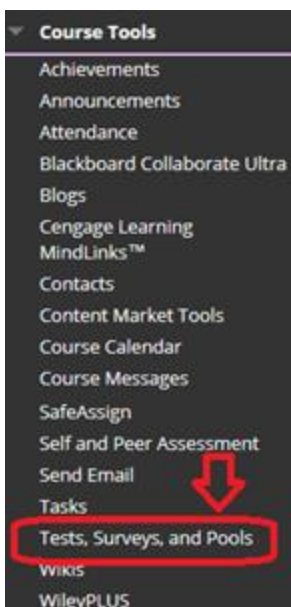 Course Tools
Achievements
Announcements
Attendance
Blackboard Collaborate Ultra
Blogs
Cengage Learning
MindLinks™
Contacts
Content Market Tools
Course Calendar
Course Messages
SafeAssign
Self and Peer Assessment
Send Email
Tasks
Tests, Surveys, and Pools
Wikis
WileyPLUS